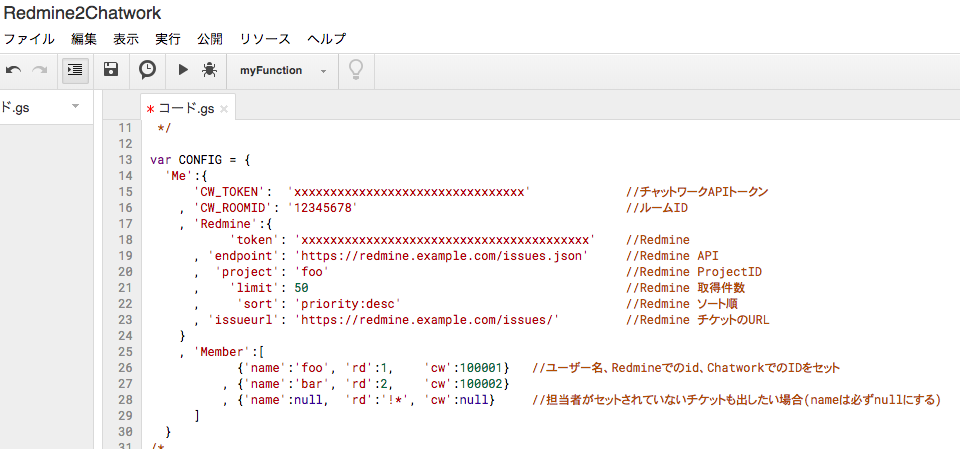 Redmine2Chatwork
ファイル 編集 表示 実行 公開 リソース ヘルプ
myFunction
ド.gs
* コード.gs ×
11 */
12
13 var CONFIG = {
14 'Me':{
15 'CW_TOKEN': 'xxxxxxxxxxxxxxxxxxxxxxxxxxxxxxxx' //チャットワークAPIトークン
16 , 'CW_ROOMID': '12345678' //ルームID
17 , 'Redmine':{
18 'token': 'xxxxxxxxxxxxxxxxxxxxxxxxxxxxxxxxxxxxxxxx' //Redmine
19 , 'endpoint': 'https://redmine.example.com/issues.json' //Redmine API
20 , 'project': 'foo' //Redmine ProjectID
21 , 'limit': 50 //Redmine 取得件数
22 , 'sort': 'priority:desc' //Redmine ソート順
23 , 'issueurl': 'https://redmine.example.com/issues/' //Redmine チケットのURL
24 }
25 , 'Member':[
26 {'name':'foo', 'rd':1, 'cw':100001} //ユーザー名、Redmineでのid、ChatworkでのIDをセット
27 , {'name':'bar', 'rd':2, 'cw':100002}
28 , {'name':null, 'rd':'!*', 'cw':null} //担当者がセットされていないチケットも出したい場合(nameは必ずnullにする)
29 ]
30 }
31 /*